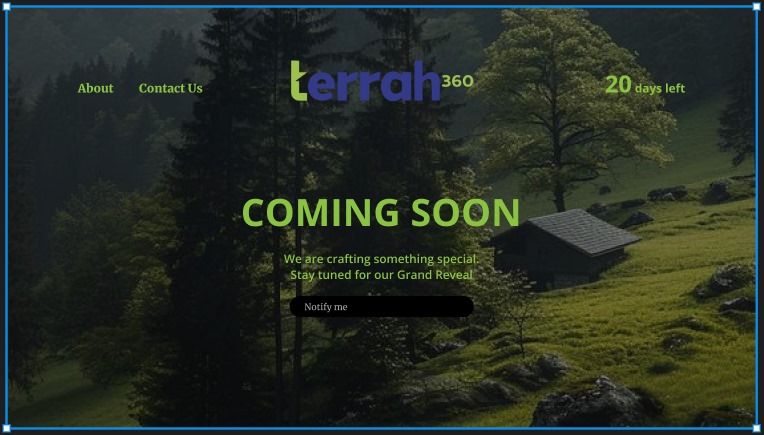 About Contact Us terrah360 20 days left
COMING SOON
We are crafting something special.
Stay tuned for our Grand Reveal
Notify me